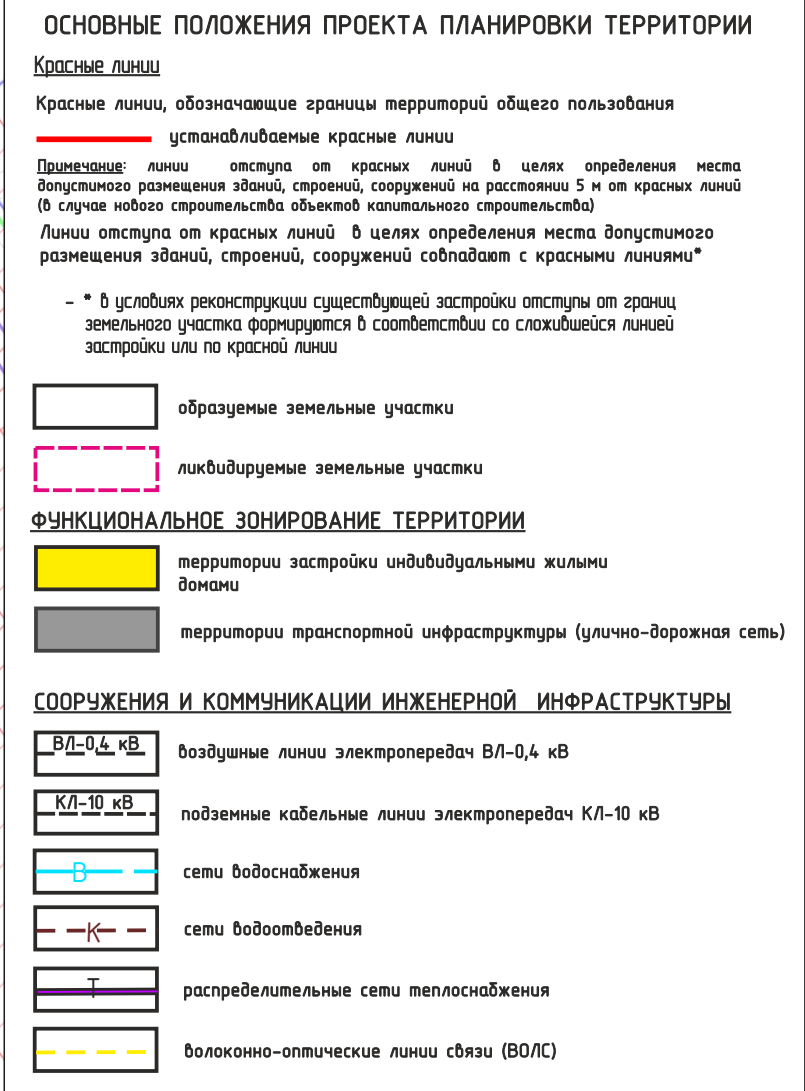 ОСНОВНЫЕ ПОЛОЖЕНИЯ ПРОЕКТА ПЛАНИРОВКИ ТЕРРИТОРИИ
Красные линии
Красные линии, обозначающие границы территорий общего пользования
устанавливаемые красные линии
Примечание: линии отступа от красных линий в целях определения места
допустимого размещения зданий, строений, сооружений на расстоянии 5 м от красных линий
(в случае нового строительства объектов капитального строительства)
Линии отступа от красных линий в целях определения места допустимого
размещения зданий, строений, сооружений совпадают с красными линиями*
- * в условиях реконструкции существующей застройки отступы от границ
земельного участка формируются в соответствии со сложившейся линией
застройки или по красной линии
образуемые земельные участки
ликвидируемые земельные участки
ФУНКЦИОНАЛЬНОЕ ЗОНИРОВАНИЕ ТЕРРИТОРИИ
территории застройки индивидуальными жилыми
домами
территории транспортной инфраструктуры (улично-дорожная сеть)
СООРУЖЕНИЯ И КОММУНИКАЦИИ ИНЖЕНЕРНОЙ ИНФРАСТРУКТУРЫ
ВЛ-0,4 кВ воздушные линии электропередач ВЛ-0,4 кВ
КЛ-10 кВ подземные кабельные линии электропередач КЛ-10 кВ
В сети водоснабжения
К сети водоотведения
Т распределительные сети теплоснабжения
волоконно-оптические линии связи (ВОЛС)